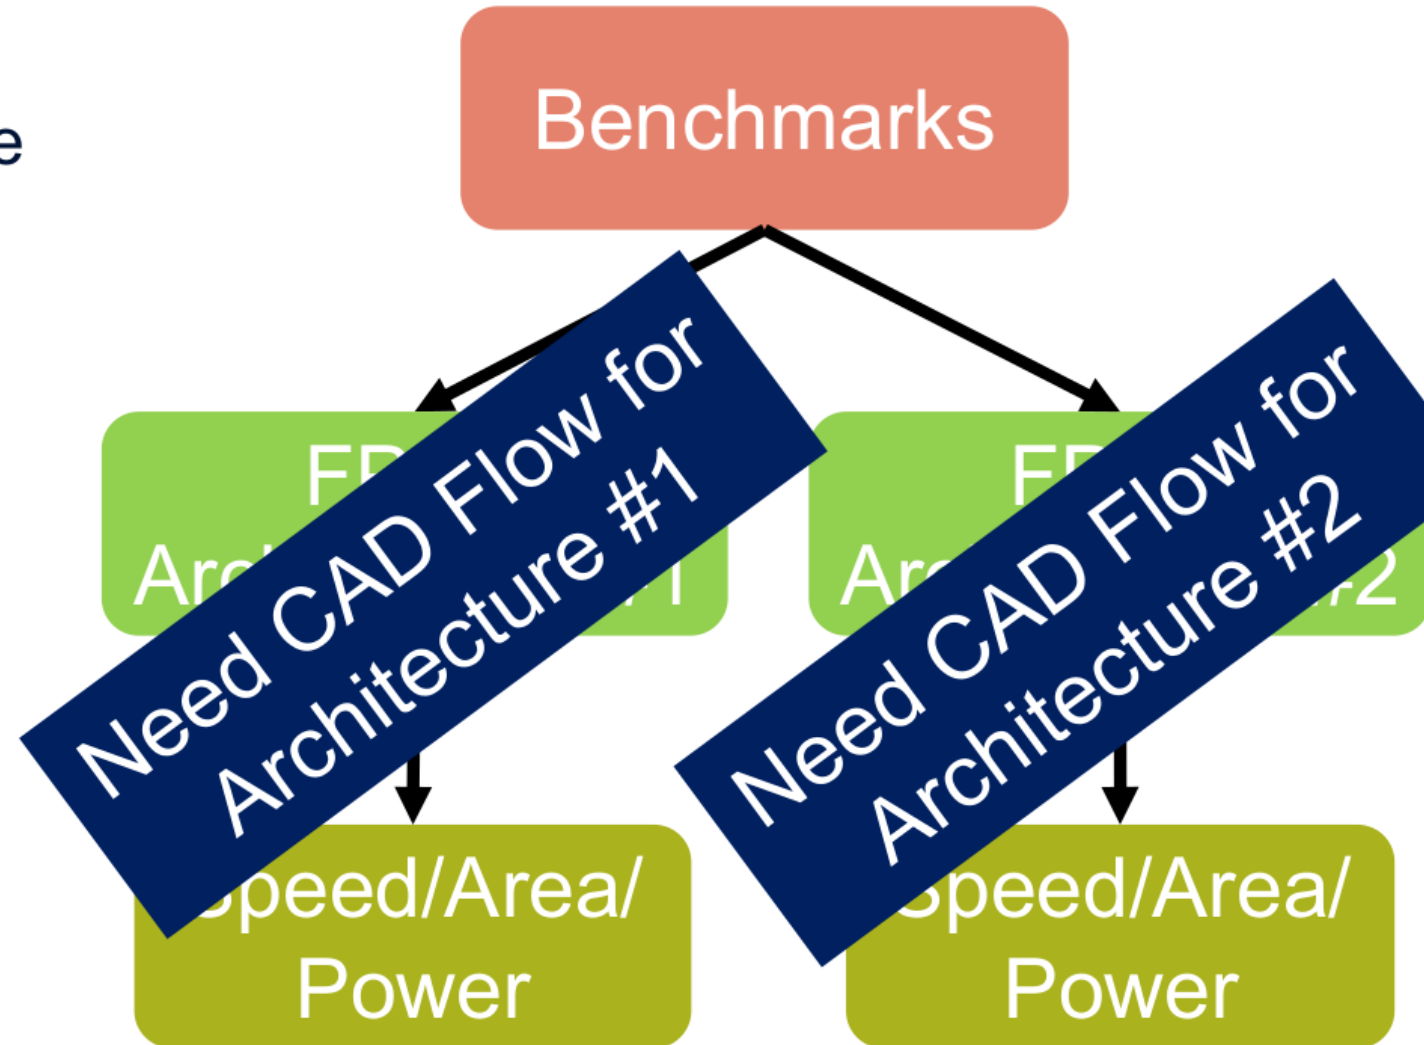 Benchmarks
e
Need CAD Flow for
Architecture #1
Need CAD Flow for
Architecture #2
#2
Speed/Area/
Power
Speed/Area/
Power